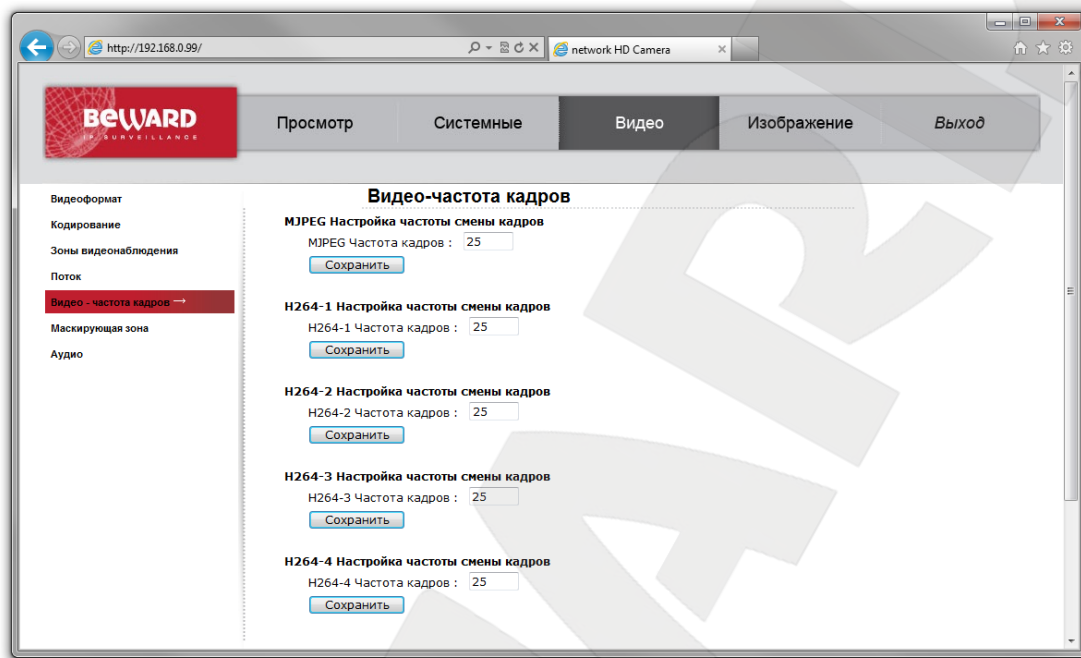 http://192.168.0.99/
network HD Camera
BEWARD
IP SURVEILLANCE
Просмотр
Системные
Видео
Изображение
Выход
Видеоформат
Кодирование
Зоны видеонаблюдения
Поток
Видео - частота кадров →
Маскирующая зона
Аудио
Видео-частота кадров
MJPEG Настройка частоты смены кадров
MJPEG Частота кадров : 25
Сохранить
H264-1 Настройка частоты смены кадров
H264-1 Частота кадров : 25
Сохранить
H264-2 Настройка частоты смены кадров
H264-2 Частота кадров : 25
Сохранить
H264-3 Настройка частоты смены кадров
H264-3 Частота кадров : 25
Сохранить
H264-4 Настройка частоты смены кадров
H264-4 Частота кадров : 25
Сохранить